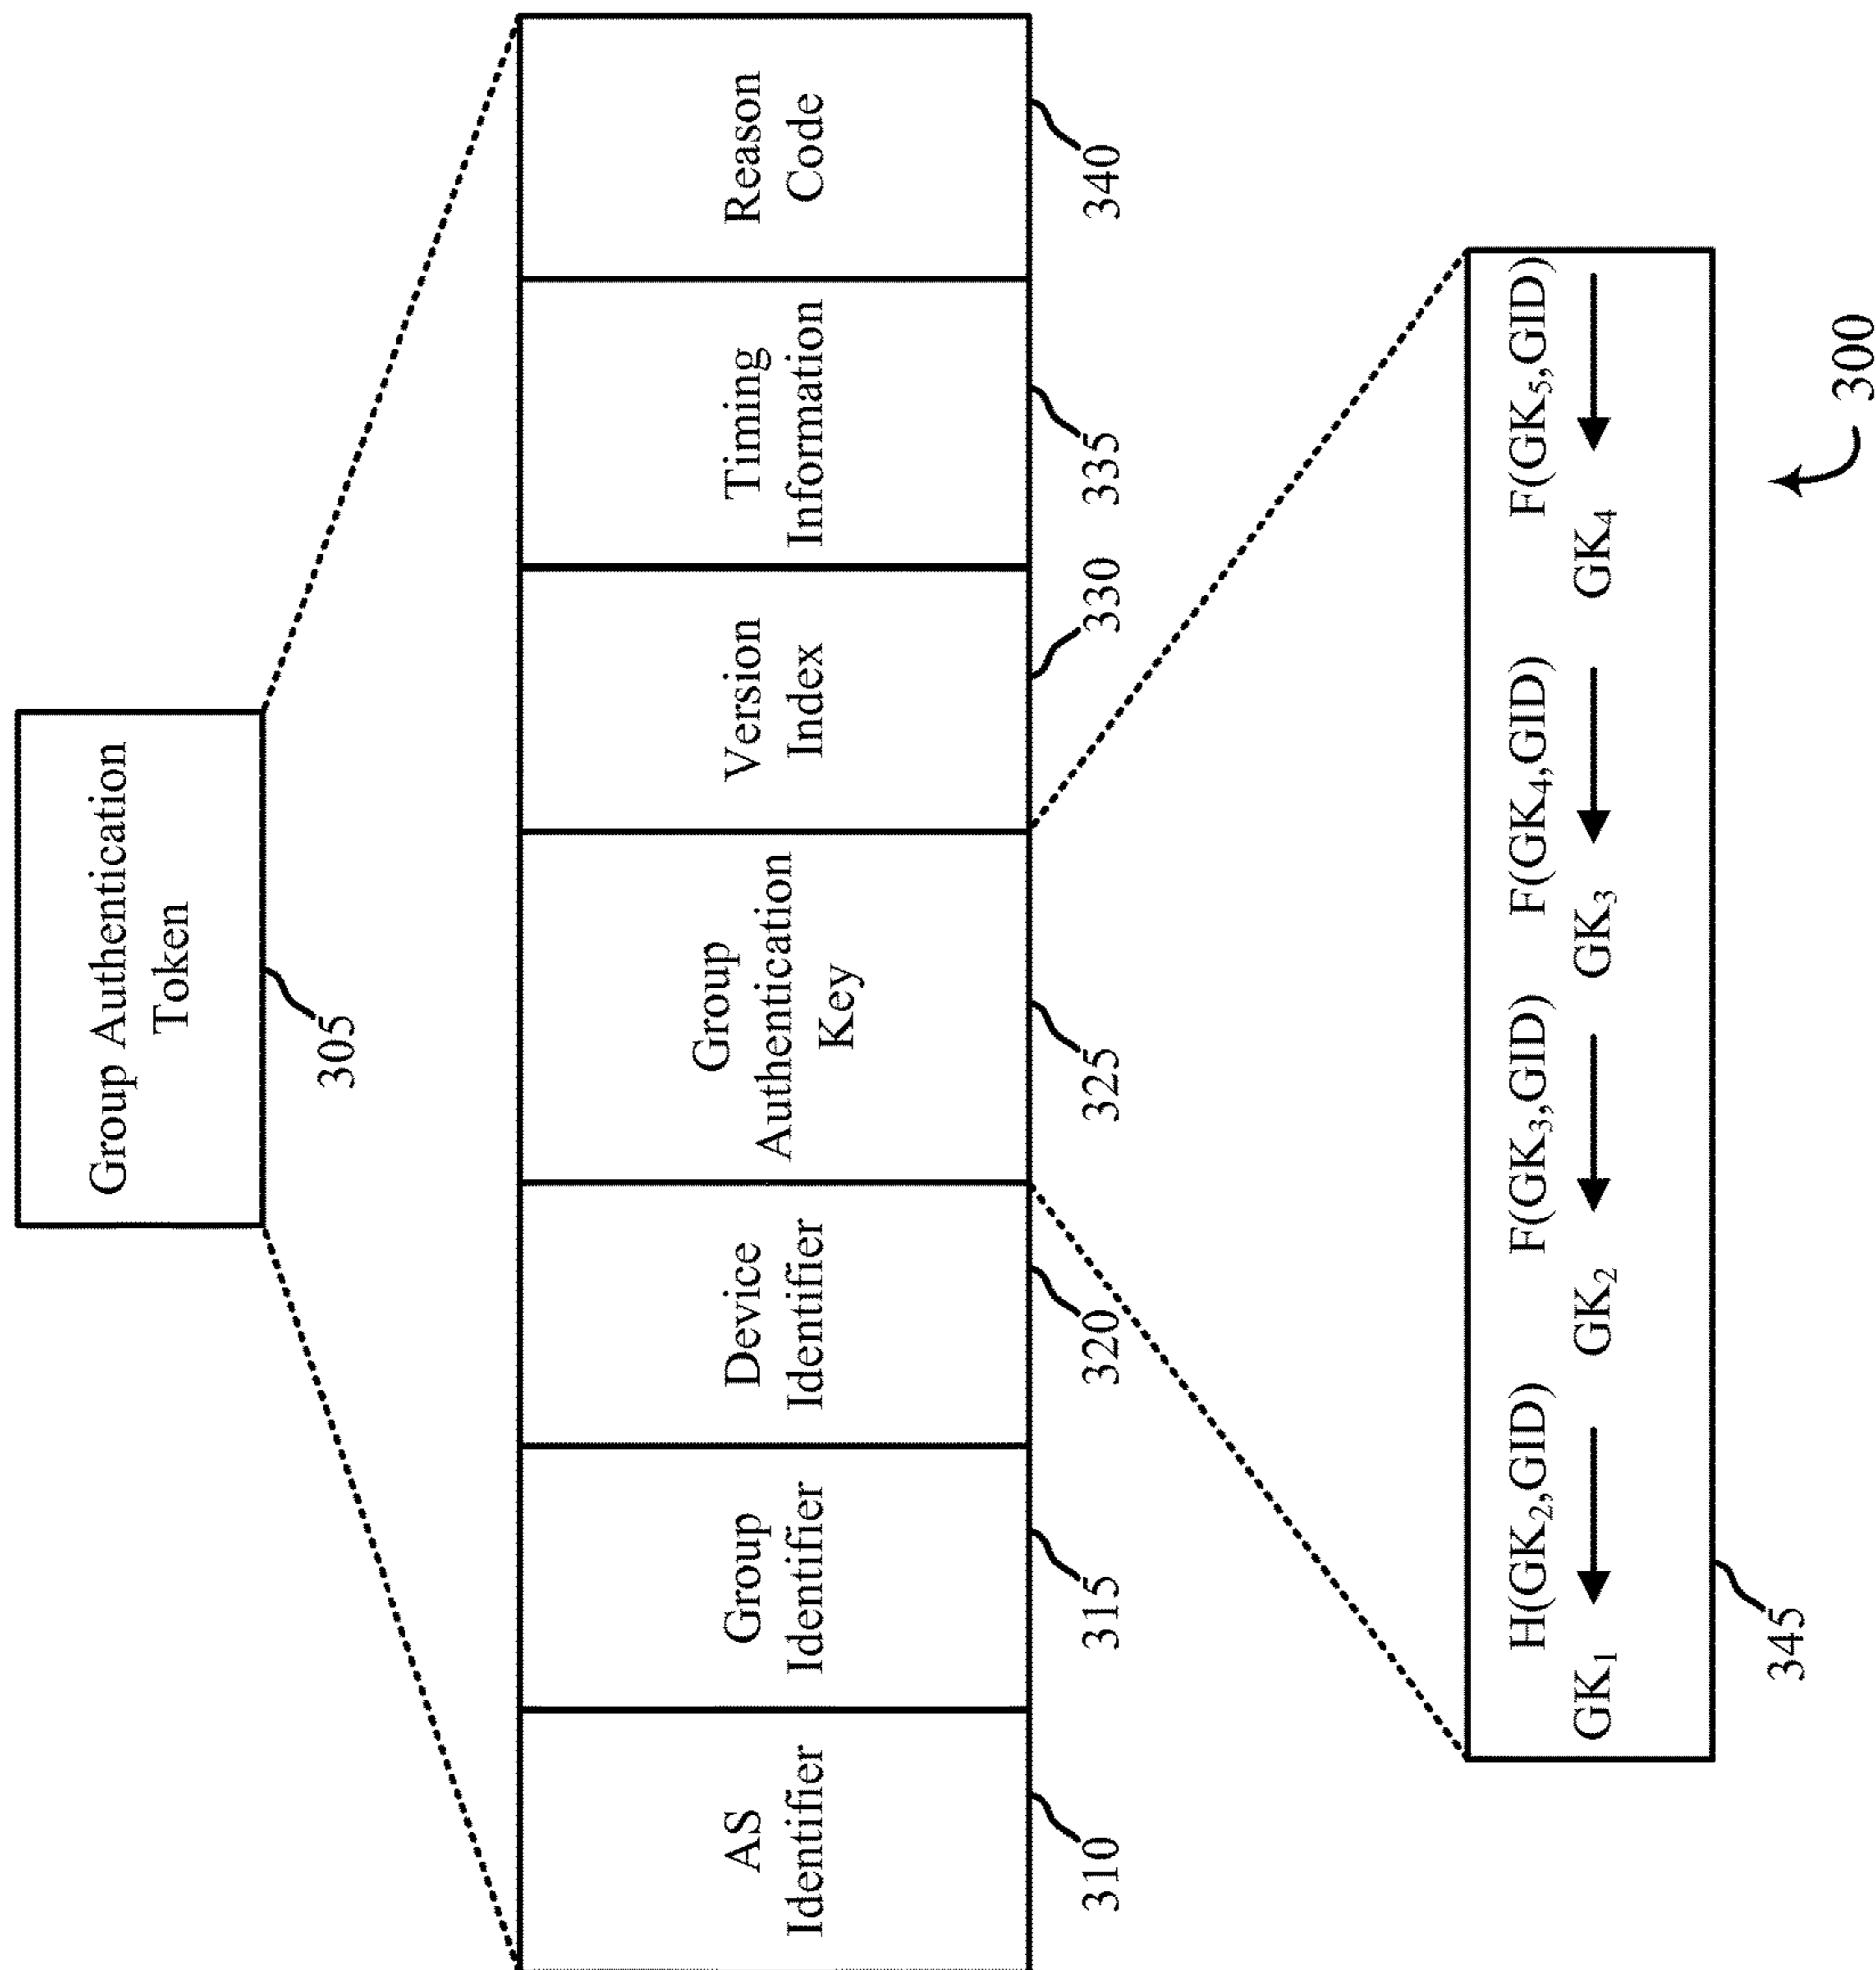 Group Authentication
Token
305
AS
Identifier
310
Group
Identifier
315
Device
Identifier
320
Group
Authentication
Key
325
Version
Index
330
Timing
Information
335
Reason
Code
340
HI(GK₂,GID)
F(GK₃,GID)
F(GK₄,GID)
F(GK₅,GID)
GK₁
GK₂
GK₃
GK₄
345
300